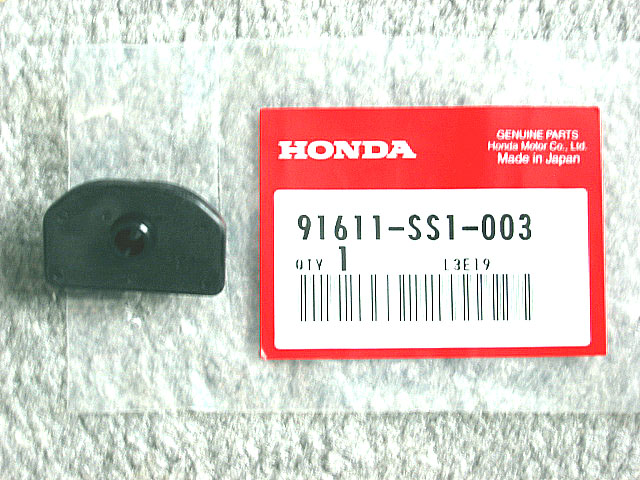 HONDA
GENUINE PARTS
Honda Motor Co., Ltd.
Made in Japan
91611-SS1-003
QTY 1 L3E19